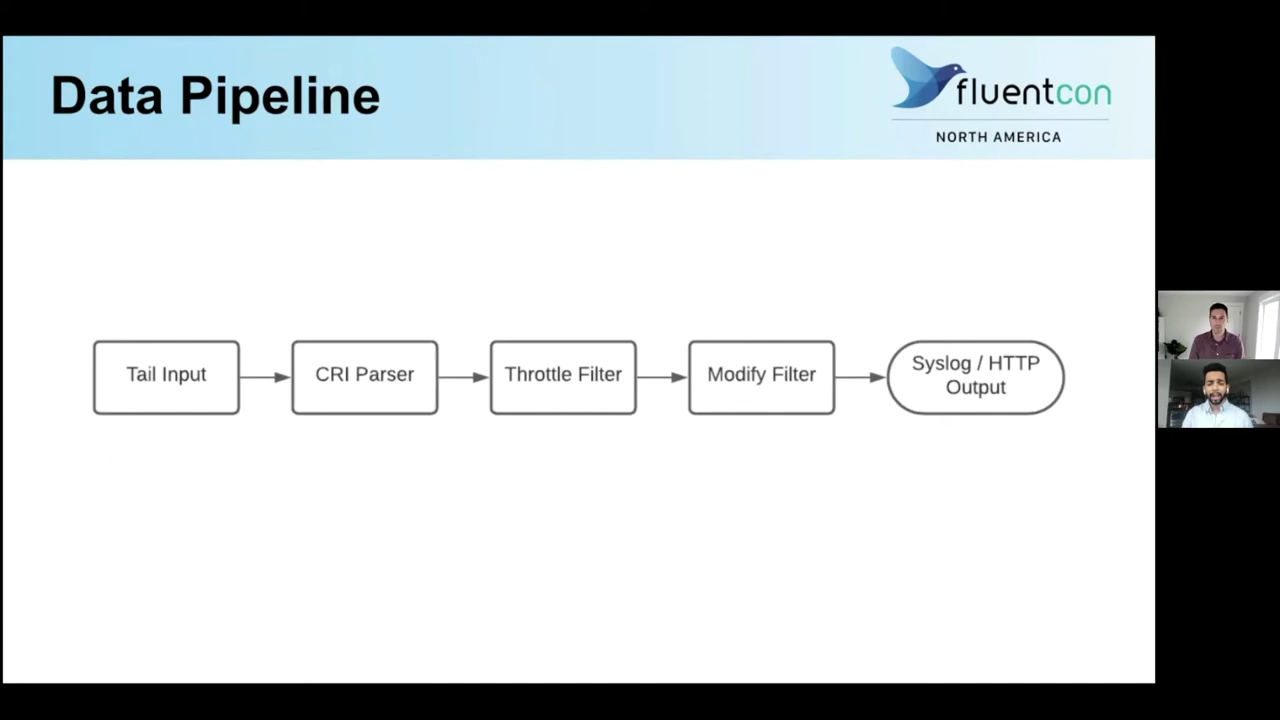 Data Pipeline
fluentcon
NORTH AMERICA
Tail Input
CRI Parser
Throttle Filter
Modify Filter
Syslog / HTTP
Output